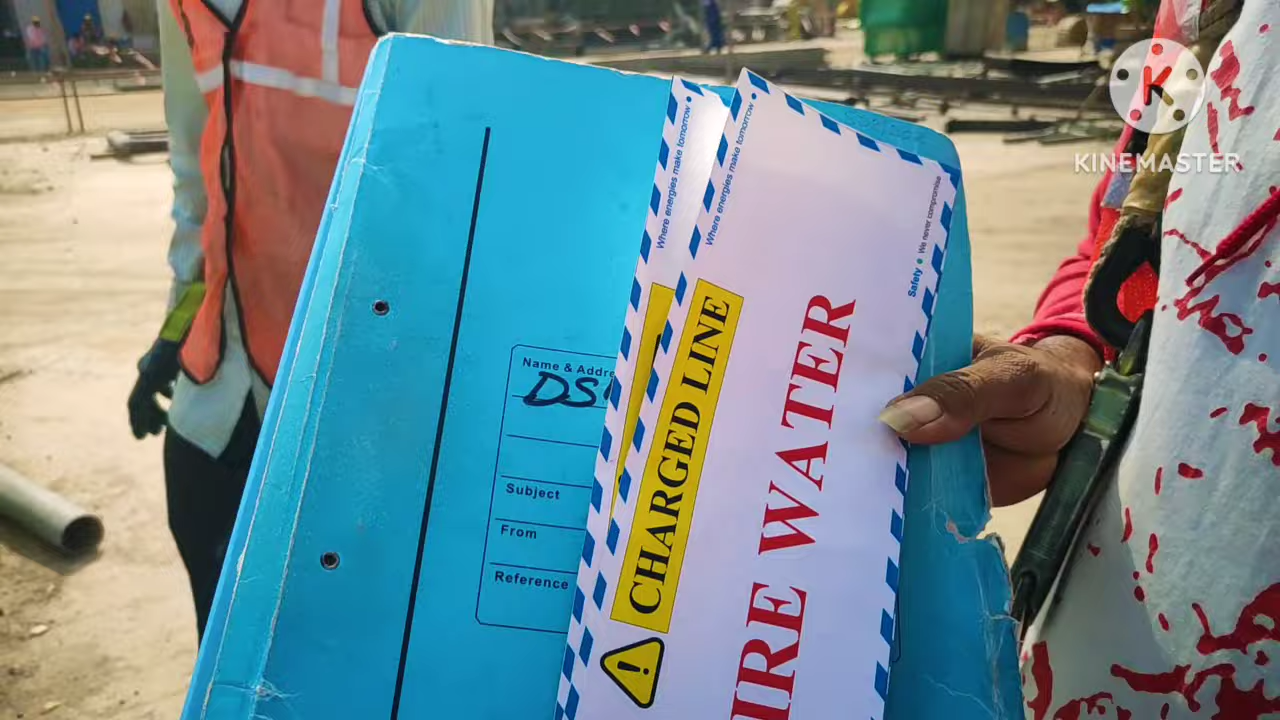 Where energies make tomorrow
Where energies make tomorrow
Safety • We never compromise
CHARGED LINE
IRE WATER
Name & Addre
DS
Subject
From
Reference
K
KINEMASTER